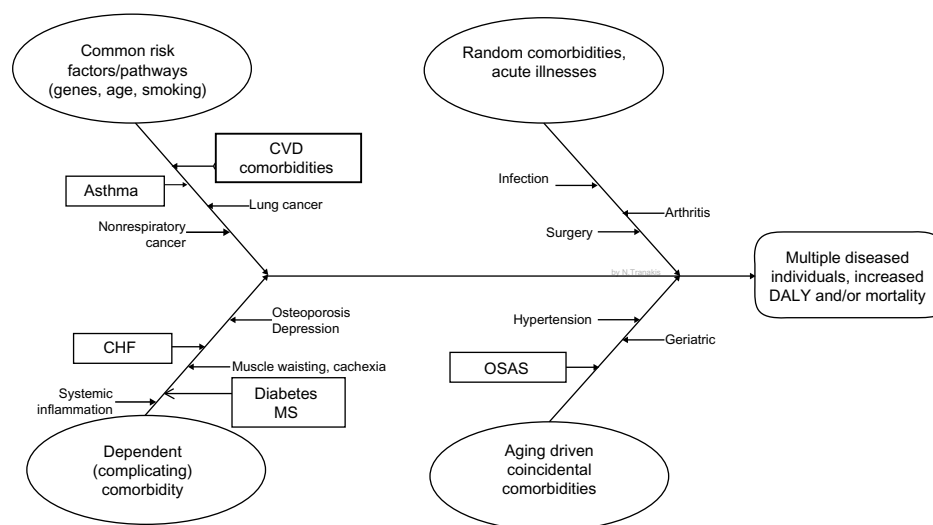 Common risk
factors/pathways
(genes, age, smoking)
Random comorbidities,
acute illnesses
CVD
comorbidities
Asthma
Lung cancer
Nonrespiratory
cancer
Infection
Arthritis
Surgery
by N.Tranakis
Multiple diseased
individuals, increased
DALY and/or mortality
Osteoporosis
Depression
CHF
Muscle waisting, cachexia
Systemic
inflammation
Diabetes
MS
Hypertension
Geriatric
OSAS
Dependent
(complicating)
comorbidity
Aging driven
coincidental
comorbidities